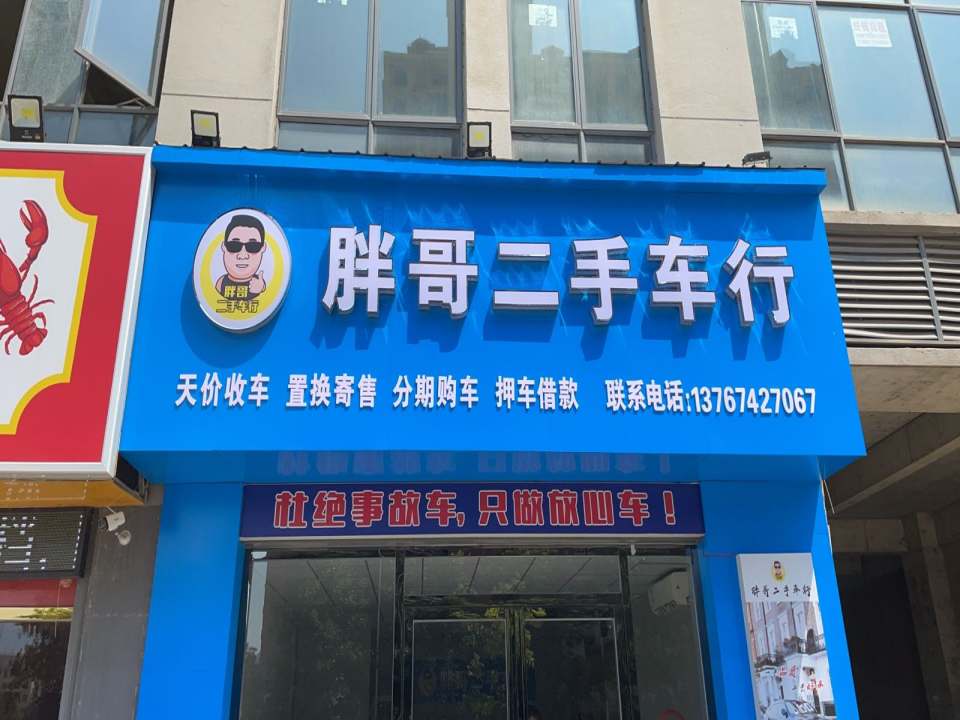 胖哥二手车行
胖哥
二手车行
天价收车 置换寄售 分期购车 押车借款 联系电话:13767427067
杜绝事故车,只做放心车!
胖哥二手车行